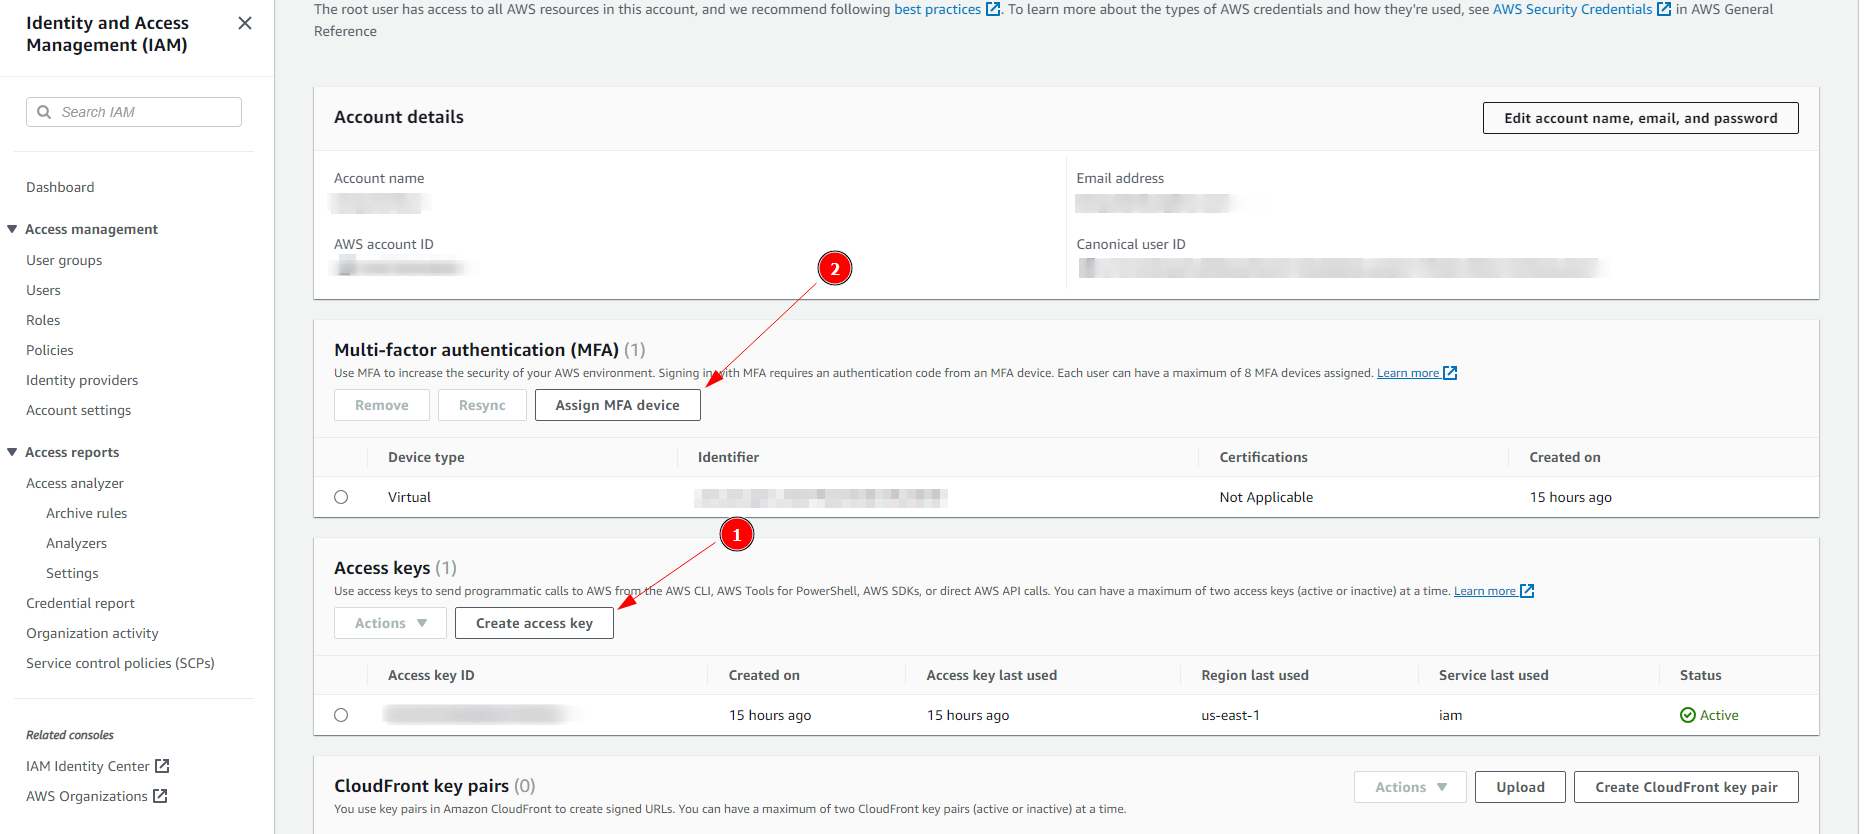 Identity and Access
Management (IAM)
Search IAM
Dashboard
Access management
User groups
Users
Roles
Policies
Identity providers
Account settings
Access reports
Access analyzer
Archive rules
Analyzers
Settings
Credential report
Organization activity
Service control policies (SCPs)
Related consoles
IAM Identity Center
AWS Organizations
The root user has access to all AWS resources in this account, and we recommend following best practices. To learn more about the types of AWS credentials and how they're used, see AWS Security Credentials in AWS General
Reference
Account details
Edit account name, email, and password
Account name
Email address
AWS account ID
Canonical user ID
2
Multi-factor authentication (MFA) (1)
Use MFA to increase the security of your AWS environment. Signing in with MFA requires an authentication code from an MFA device. Each user can have a maximum of 8 MFA devices assigned. Learn more
Remove Resync Assign MFA device
Device type Identifier Certifications Created on
Virtual Not Applicable 15 hours ago
1
Access keys (1)
Use access keys to send programmatic calls to AWS from the AWS CLI, AWS Tools for PowerShell, AWS SDKs, or direct AWS API calls. You can have a maximum of two access keys (active or inactive) at a time. Learn more
Actions Create access key
Access key ID Created on Access key last used Region last used Service last used Status
15 hours ago 15 hours ago us-east-1 iam Active
CloudFront key pairs (0)
Actions Upload Create CloudFront key pair
You use key pairs in Amazon CloudFront to create signed URLs. You can have a maximum of two CloudFront key pairs (active or inactive) at a time.